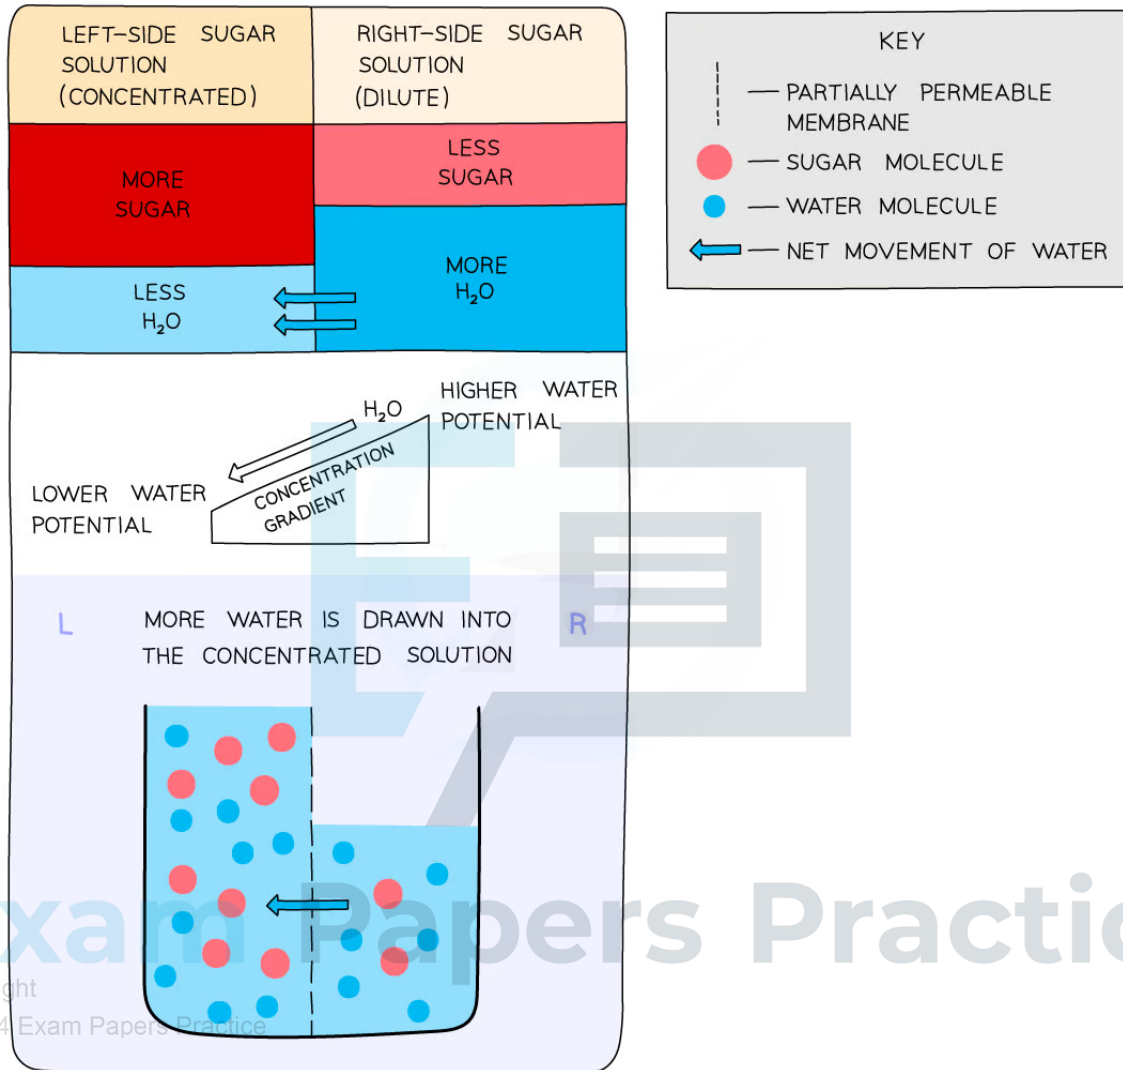 LEFT-SIDE SUGAR
SOLUTION
(CONCENTRATED)
RIGHT-SIDE SUGAR
SOLUTION
(DILUTE)
MORE
SUGAR
LESS
SUGAR
LESS
H₂O
MORE
H₂O
H₂O
HIGHER WATER
POTENTIAL
CONCENTRATION
GRADIENT
LOWER WATER
POTENTIAL
L
MORE WATER IS DRAWN INTO
THE CONCENTRATED SOLUTION
R
KEY
PARTIALLY PERMEABLE
MEMBRANE
SUGAR MOLECULE
WATER MOLECULE
NET MOVEMENT OF WATER
xam Papers Practic
ght
4 Exam Papers Practice